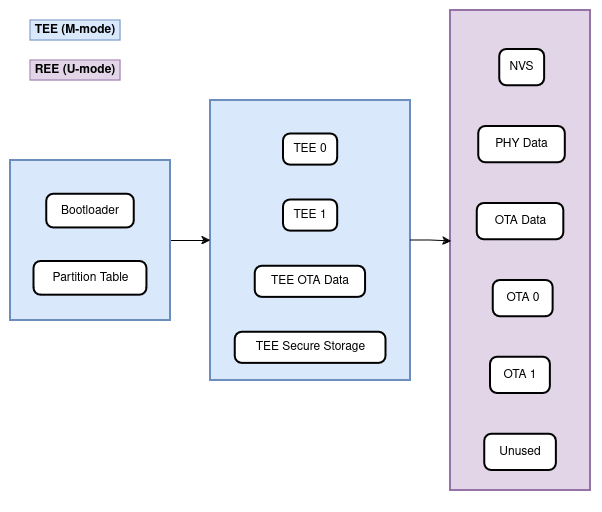 TEE (M-mode)
REE (U-mode)
Bootloader
Partition Table
TEE 0
TEE 1
TEE OTA Data
TEE Secure Storage
NVS
PHY Data
OTA Data
OTA 0
OTA 1
Unused